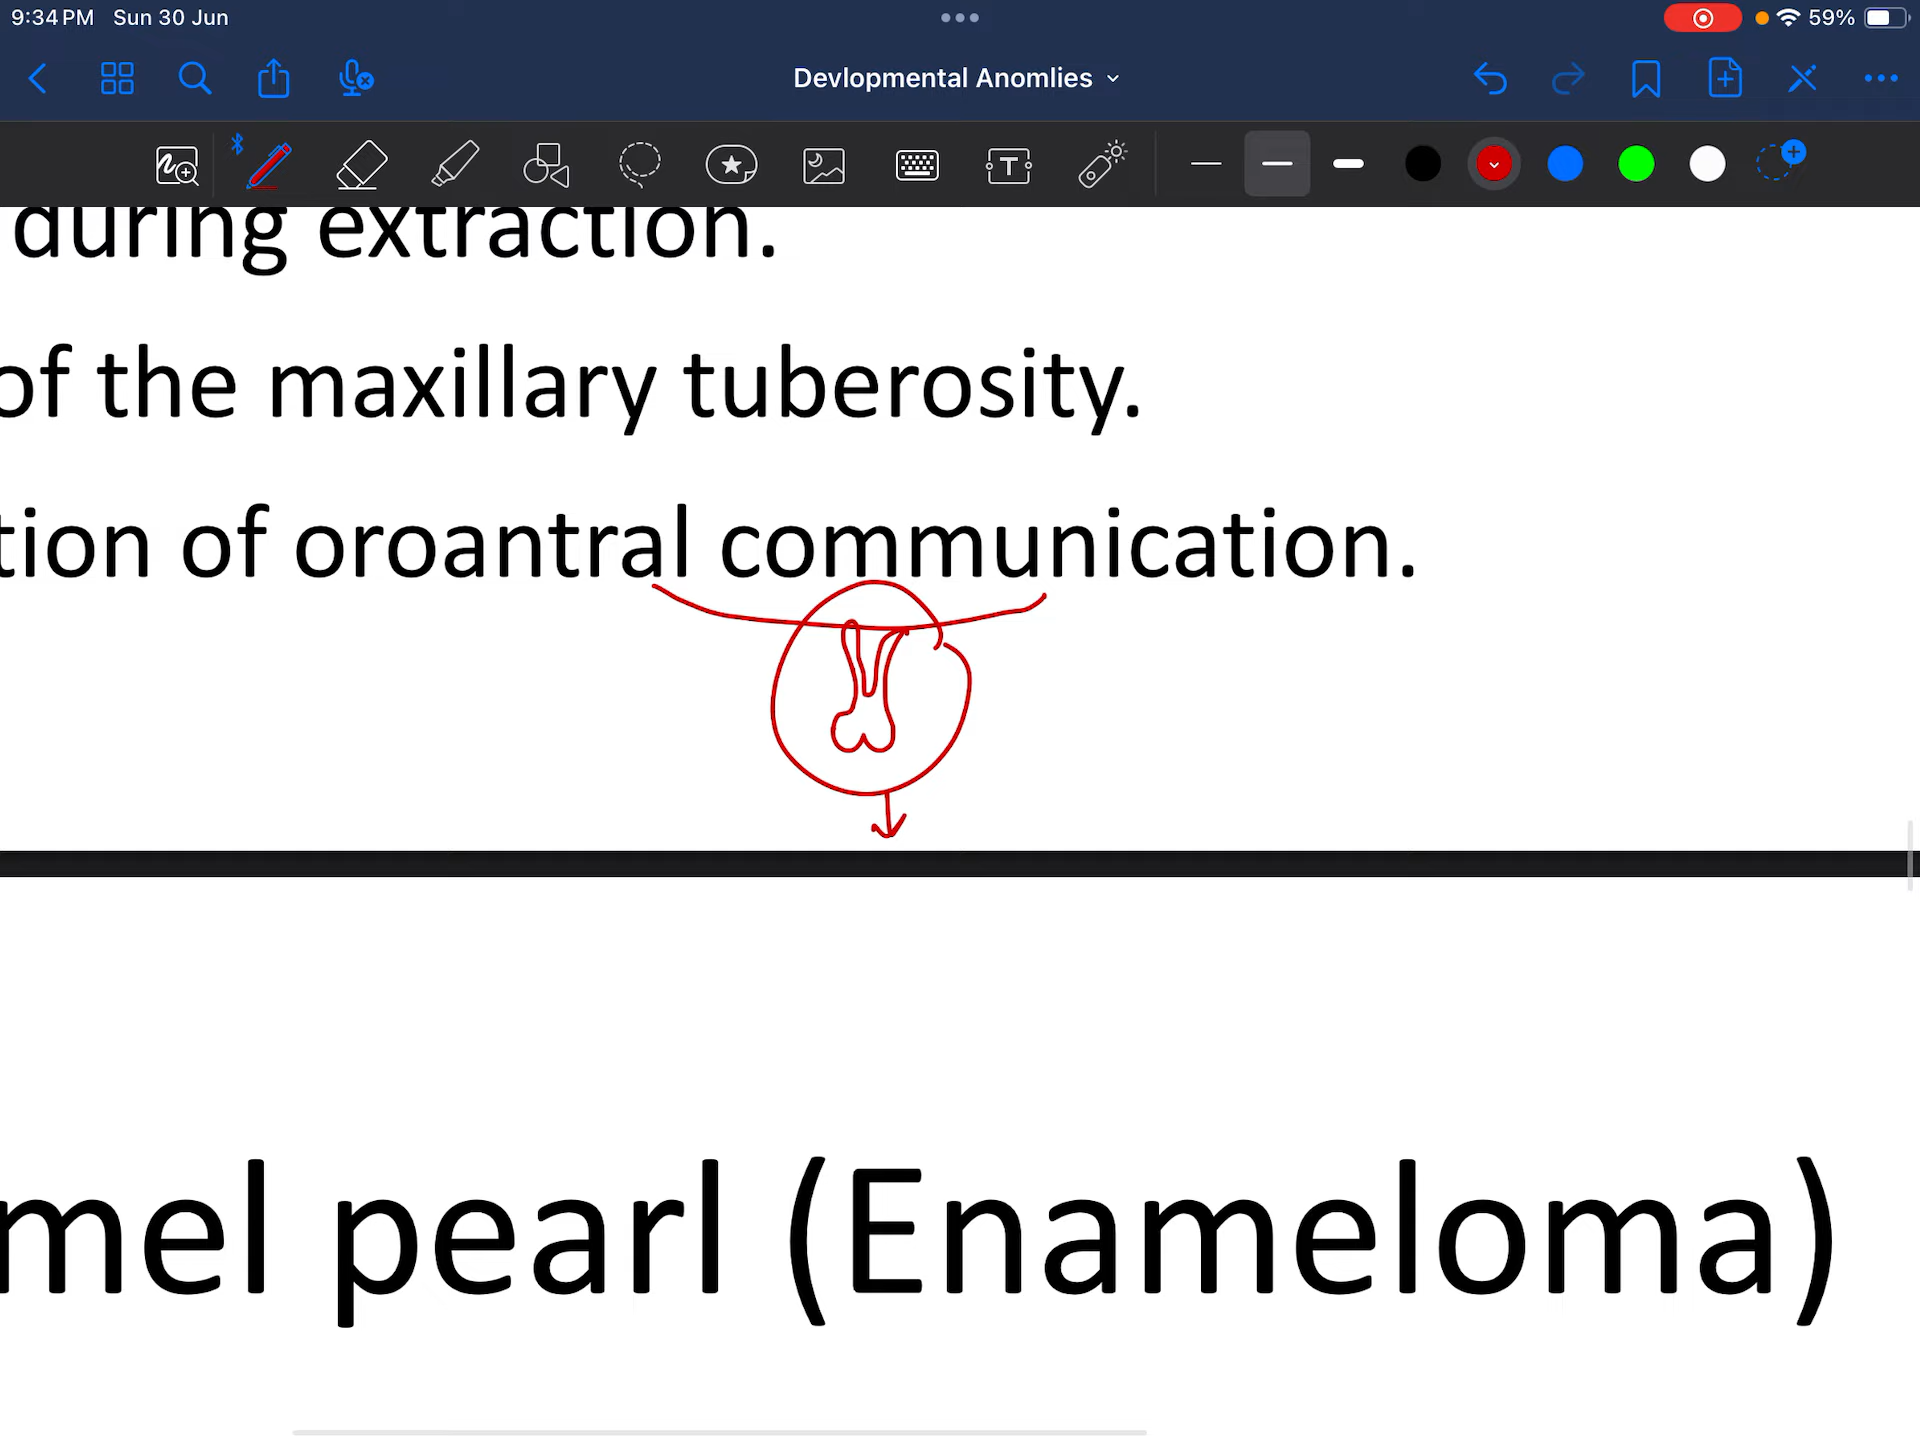 9:34 PM Sun 30 Jun
59%
Devlopmental Anomlies
T
during extraction.
of the maxillary tuberosity.
tion of oroantral communication.
mel pearl (Enameloma)